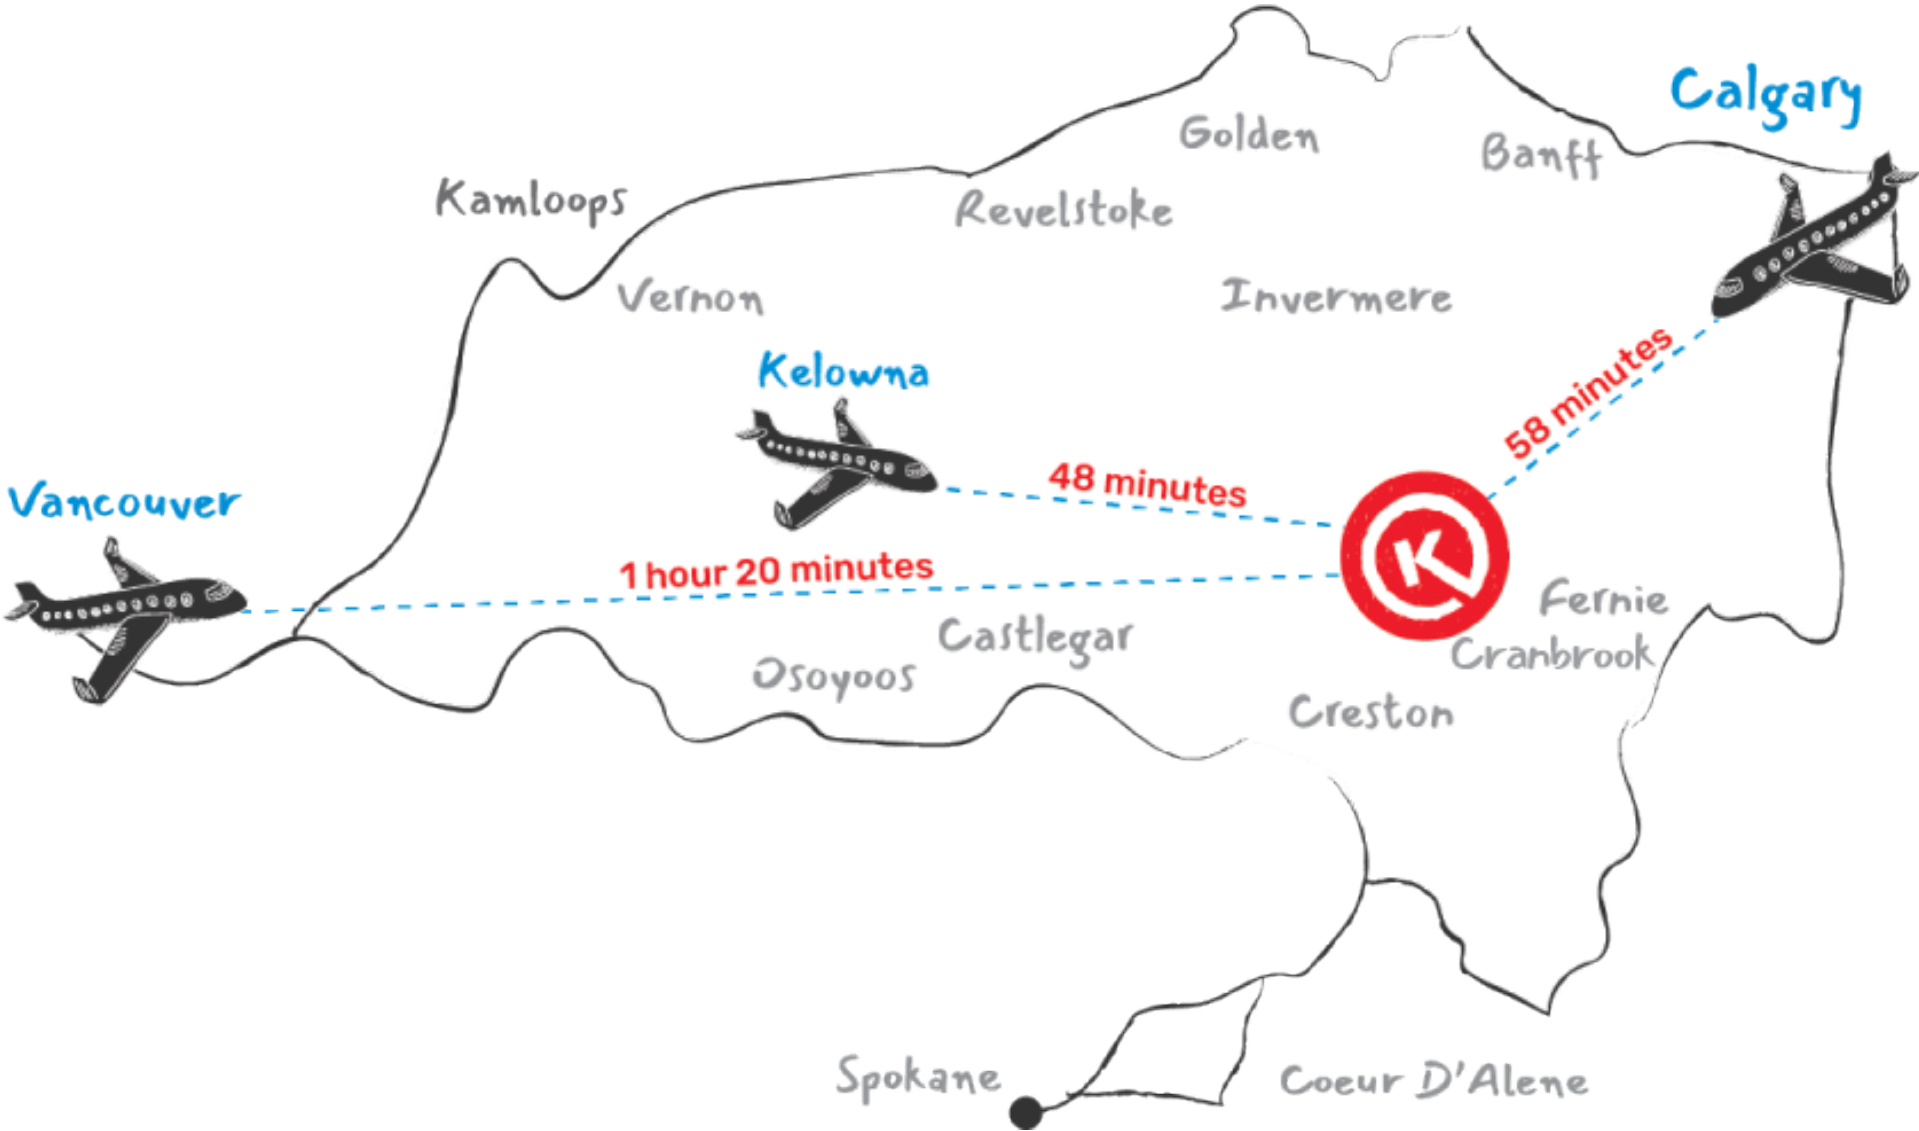 Calgary
Golden
Banff
Kamloops
Revelstoke
Vernon
Invermere
Kelowna
58 minutes
48 minutes
Vancouver
1 hour 20 minutes
K
Fernie
Castlegar
Cranbrook
Osoyoos
Creston
Spokane
Coeur D'Alene